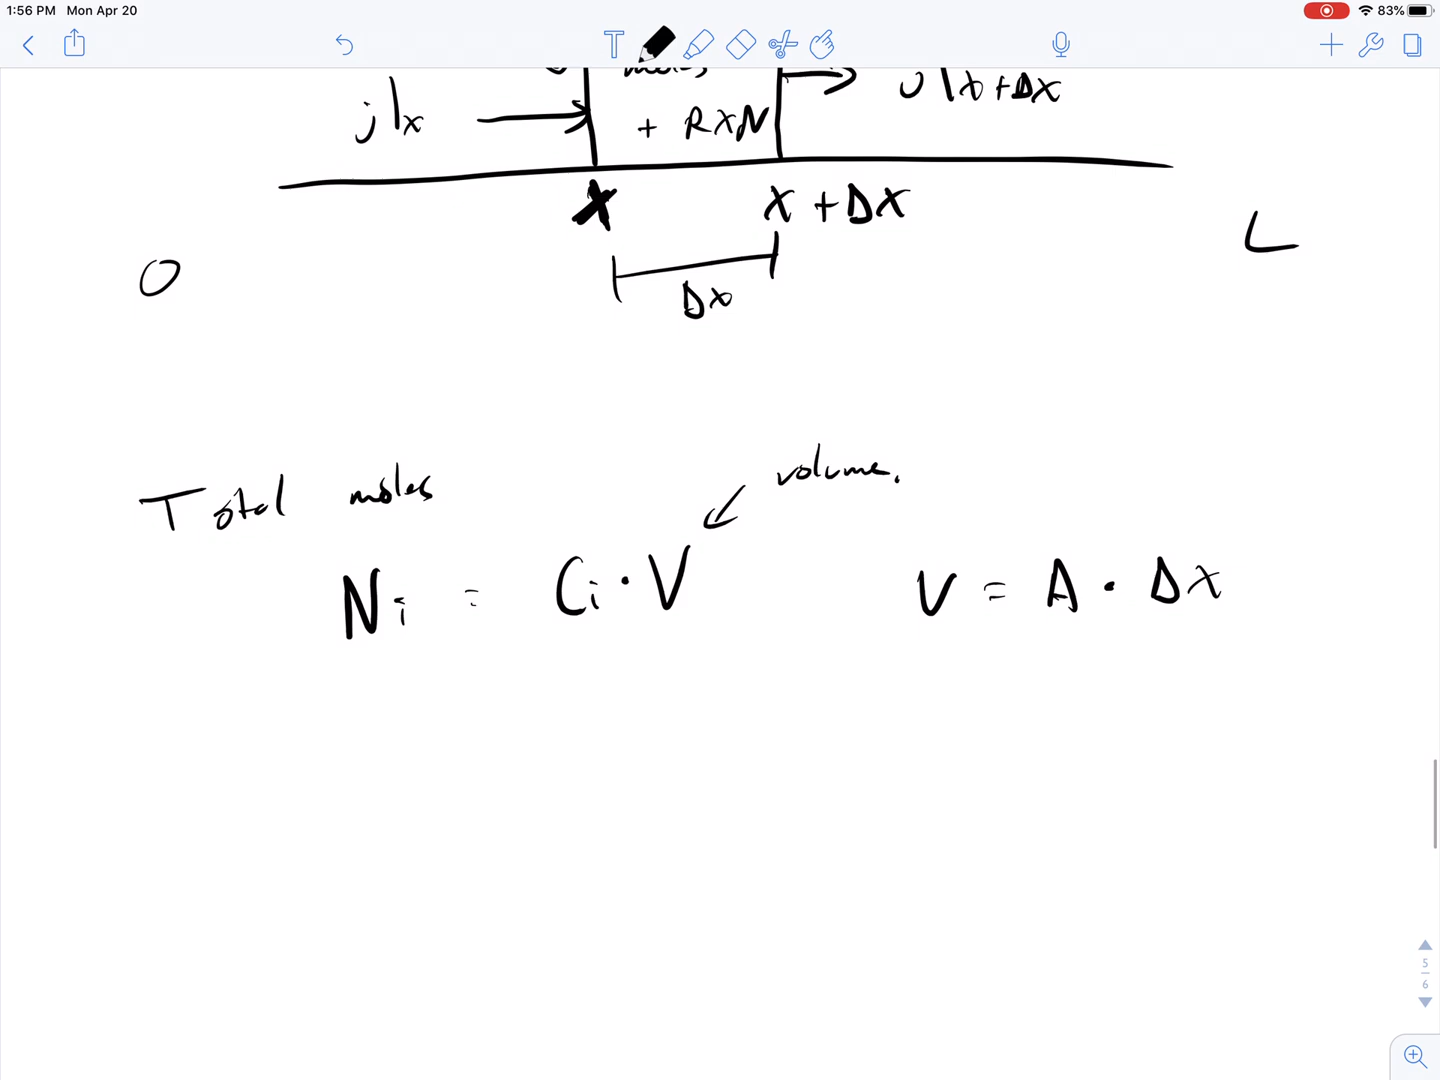 1:56 PM Mon Apr 20 83%
T
j|x + RXN |x+Δx
x x + Δx
0 L
Δx
volume.
Total moles
Ni = Ci · V V = A · Δx
5
6